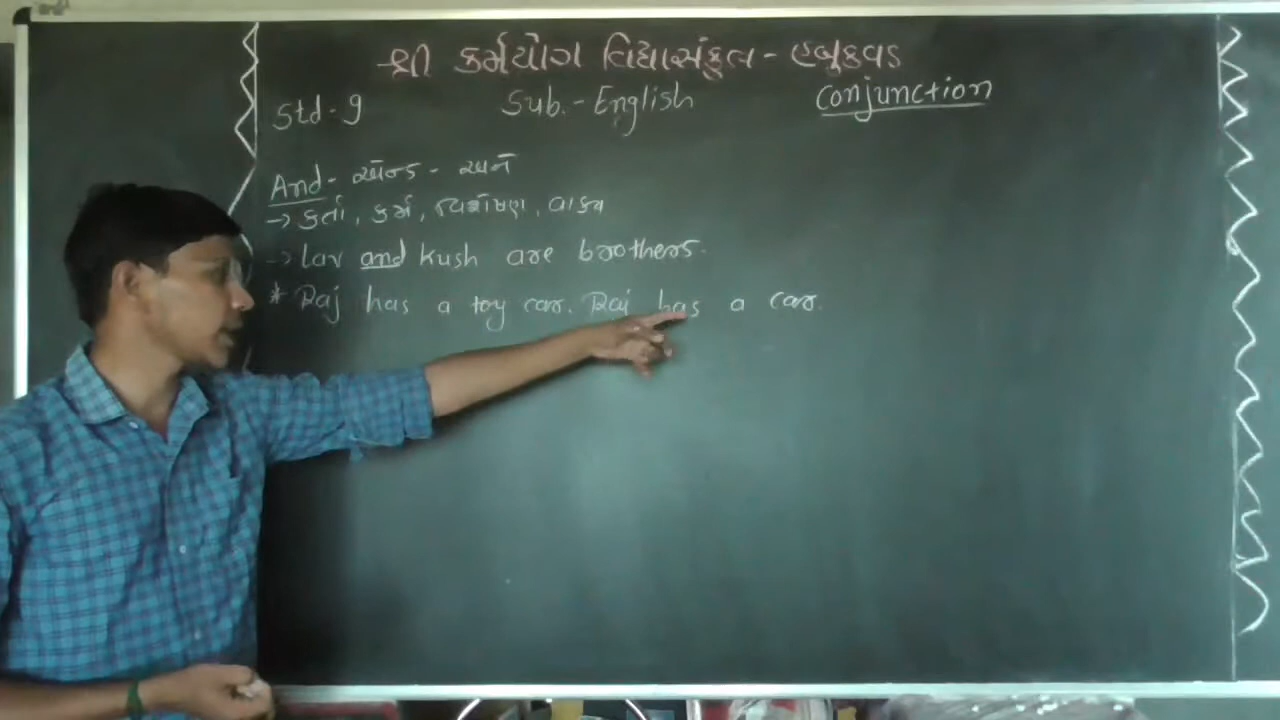 શ્રી કર્મયોગ વિદ્યાસંકુલ - હબુકવડ
Std - 9 Sub. - English Conjunction
And - ઍન્ડ - અને
→ કર્તા, કર્મ, વિશેષણ, વાક્ય
→ Lav and Kush are brothers.
* Raj has a toy car. Raj has a car.